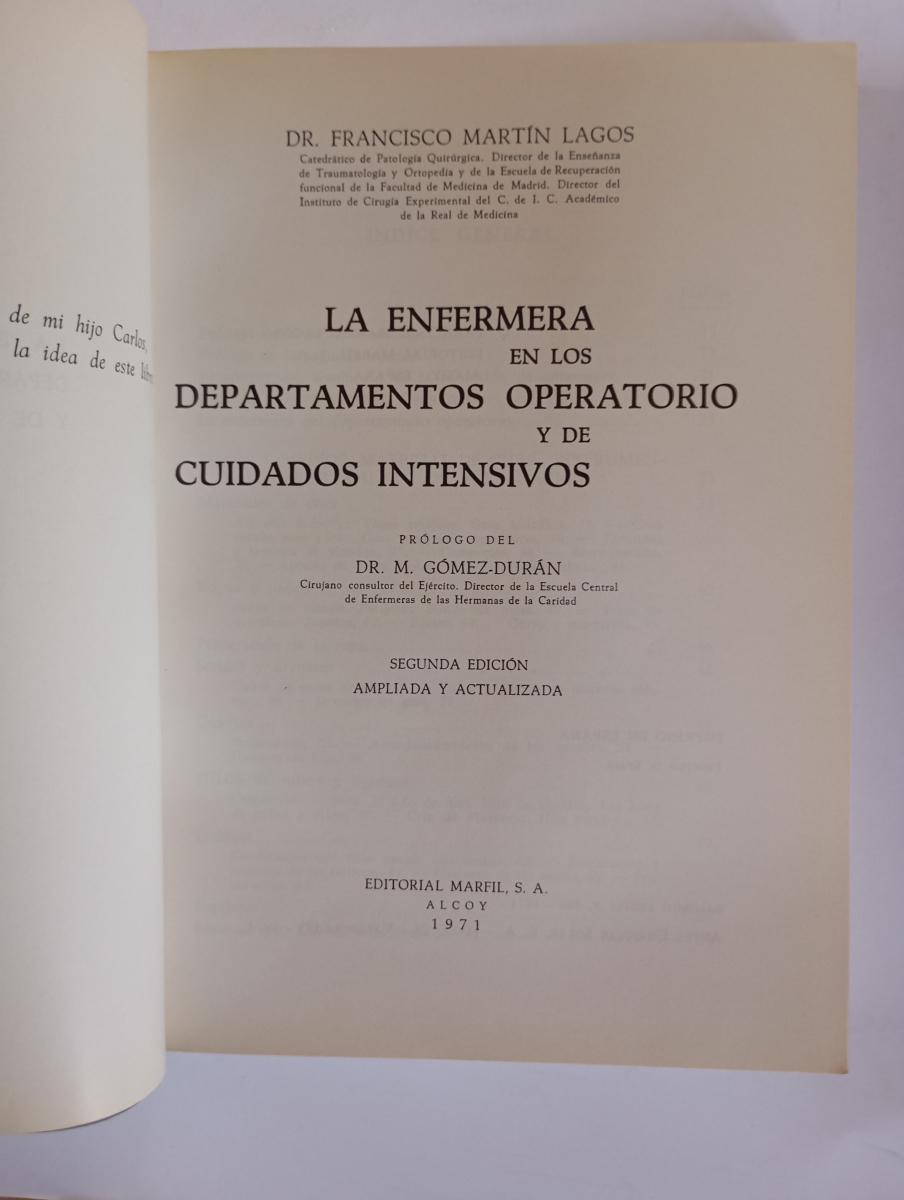 de mi hijo Carlos,
la idea de este
DR. FRANCISCO MARTÍN LAGOS
Catedrático de Patología Quirúrgica. Director de la Enseñanza
de Traumatología y Ortopedia y de la Escuela de Recuperación
funcional de la Facultad de Medicina de Madrid. Director del
Instituto de Cirugía Experimental del C. de I. C. Académico
de la Real de Medicina
INDICE GENERAL
LA ENFERMERA
EN LOS
DEPARTAMENTOS OPERATORIO
Y DE
CUIDADOS INTENSIVOS
PRÓLOGO DEL
DR. M. GÓMEZ-DURÁN
Cirujano consultor del Ejército. Director de la Escuela Central
de Enfermeras de las Hermanas de la Caridad
SEGUNDA EDICIÓN
AMPLIADA Y ACTUALIZADA
EDITORIAL MARFIL, S. A.
ALCOY
1971